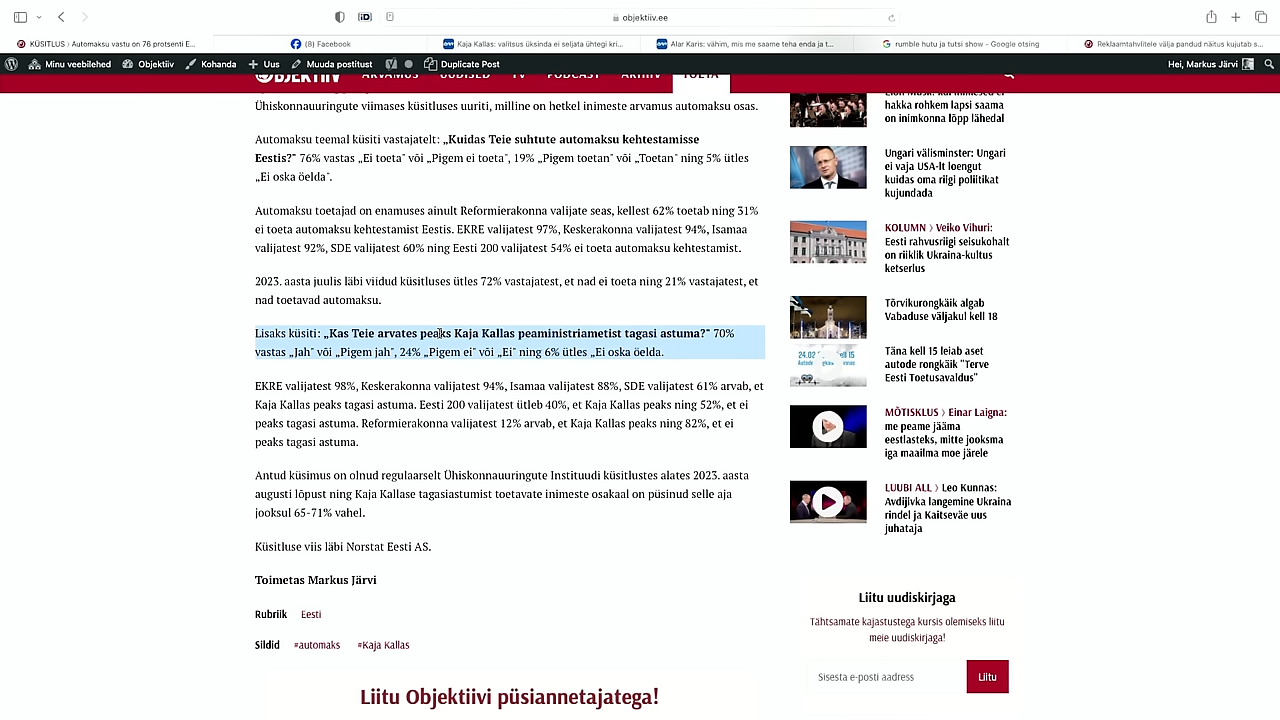 objektiiv.ee
KÜSITLUS 〉 Automaksu vastu on 76 protsenti E...
(8) Facebook
Kaja Kallas: valitsus üksinda ei seljata ühtegi kri...
Alar Karis: vähim, mis me saame teha enda ja t...
rumble hutu ja tutsi show - Google otsing
Reklaamtahvlitele välja pandud näitus kujutab s...
Minu veebilehed
Objektiiv
Kohanda
Uus
Muuda postitust
Duplicate Post
Hei, Markus Järvi
OBJEKTIIV ARVAMUS UUDISED TV PODCAST ARHIIV TOETA
Ühiskonnauuringute viimases küsitluses uuriti, milline on hetkel inimeste arvamus automaksu osas.
Automaksu teemal küsiti vastajatelt: „Kuidas Teie suhtute automaksu kehtestamisse
Eestis?" 76% vastas „Ei toeta" või „Pigem ei toeta", 19% „Pigem toetan" või „Toetan" ning 5% ütles
„Ei oska öelda".
Automaksu toetajad on enamuses ainult Reformierakonna valijate seas, kellest 62% toetab ning 31%
ei toeta automaksu kehtestamist Eestis. EKRE valijatest 97%, Keskerakonna valijatest 94%, Isamaa
valijatest 92%, SDE valijatest 60% ning Eesti 200 valijatest 54% ei toeta automaksu kehtestamist.
2023. aasta juulis läbi viidud küsitluses ütles 72% vastajatest, et nad ei toeta ning 21% vastajatest, et
nad toetavad automaksu.
Lisaks küsiti: „Kas Teie arvates peaks Kaja Kallas peaministriametist tagasi astuma?" 70%
vastas „Jah" või „Pigem jah", 24% „Pigem ei" või „Ei" ning 6% ütles „Ei oska öelda.
EKRE valijatest 98%, Keskerakonna valijatest 94%, Isamaa valijatest 88%, SDE valijatest 61% arvab, et
Kaja Kallas peaks tagasi astuma. Eesti 200 valijatest ütleb 40%, et Kaja Kallas peaks ning 52%, et ei
peaks tagasi astuma. Reformierakonna valijatest 12% arvab, et Kaja Kallas peaks ning 82%, et ei
peaks tagasi astuma.
Antud küsimus on olnud regulaarselt Ühiskonnauuringute Instituudi küsitlustes alates 2023. aasta
augusti lõpust ning Kaja Kallase tagasiastumist toetavate inimeste osakaal on püsinud selle aja
jooksul 65-71% vahel.
Küsitluse viis läbi Norstat Eesti AS.
Toimetas Markus Järvi
Rubriik Eesti
Sildid #automaks #Kaja Kallas
Liitu Objektiivi püsiannetajatega!
Elon Musk: kui inimesed ei
hakka rohkem lapsi saama
on inimkonna lõpp lähedal
Ungari välisminster: Ungari
ei vaja USA-lt loengut
kuidas oma riigi poliitikat
kujundada
KOLUMN 〉 Veiko Vihuri:
Eesti rahvusriigi seisukohalt
on riiklik Ukraina-kultus
ketserlus
Tõrvikurongkäik algab
Vabaduse väljakul kell 18
24.02 ell 15
Täna kell 15 leiab aset
autode rongkäik "Terve
Eesti Toetusavaldus"
MÕTISKLUS 〉 Einar Laigna:
me peame jääma
eestlasteks, mitte jooksma
iga maailma moe järele
LUUBI ALL 〉 Leo Kunnas:
Avdijivka langemine Ukraina
rindel ja Kaitseväe uus
juhataja
Liitu uudiskirjaga
Tähtsamate kajastustega kursis olemiseks liitu
meie uudiskirjaga!
Sisesta e-posti aadress
Liitu